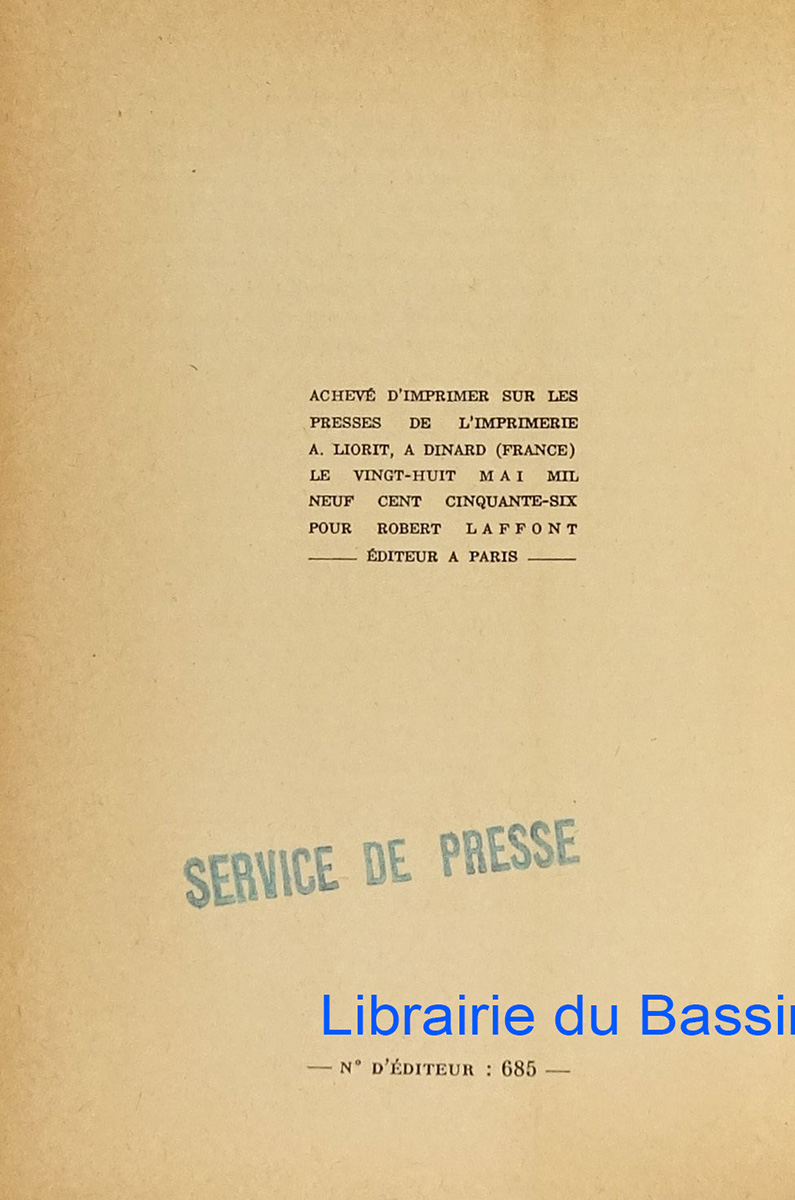 ACHEVÉ D'IMPRIMER SUR LES
PRESSES DE L'IMPRIMERIE
A. LIORIT, A DINARD (FRANCE)
LE VINGT-HUIT MAI MIL
NEUF CENT CINQUANTE-SIX
POUR ROBERT LAFFONT
—— ÉDITEUR A PARIS ——
SERVICE DE PRESSE
Librairie du Bassin
— N° D'ÉDITEUR : 685 —